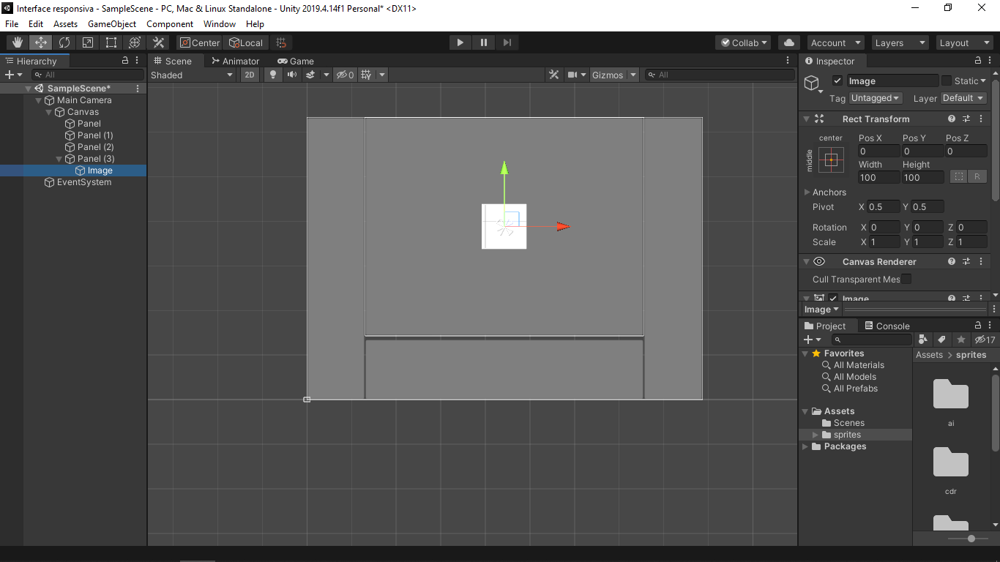 Interface responsiva - SampleScene - PC, Mac & Linux Standalone - Unity 2019.4.14f1 Personal* <DX11>
File Edit Assets GameObject Component Window Help
Center Local Collab Account Layers Layout
Hierarchy
All
SampleScene*
Main Camera
Canvas
Panel
Panel (1)
Panel (2)
Panel (3)
Image
EventSystem
Scene Animator Game
Shaded 2D 0 Gizmos All
Inspector
Image Static
Tag Untagged Layer Default
Rect Transform
center
middle
Pos X Pos Y Pos Z
0 0 0
Width Height
100 100 R
Anchors
Pivot X 0.5 Y 0.5
Rotation X 0 Y 0 Z 0
Scale X 1 Y 1 Z 1
Canvas Renderer
Cull Transparent Mes
Image
Image
Project Console
17
Favorites
All Materials
All Models
All Prefabs
Assets
Scenes
sprites
Packages
Assets > sprites
ai
cdr